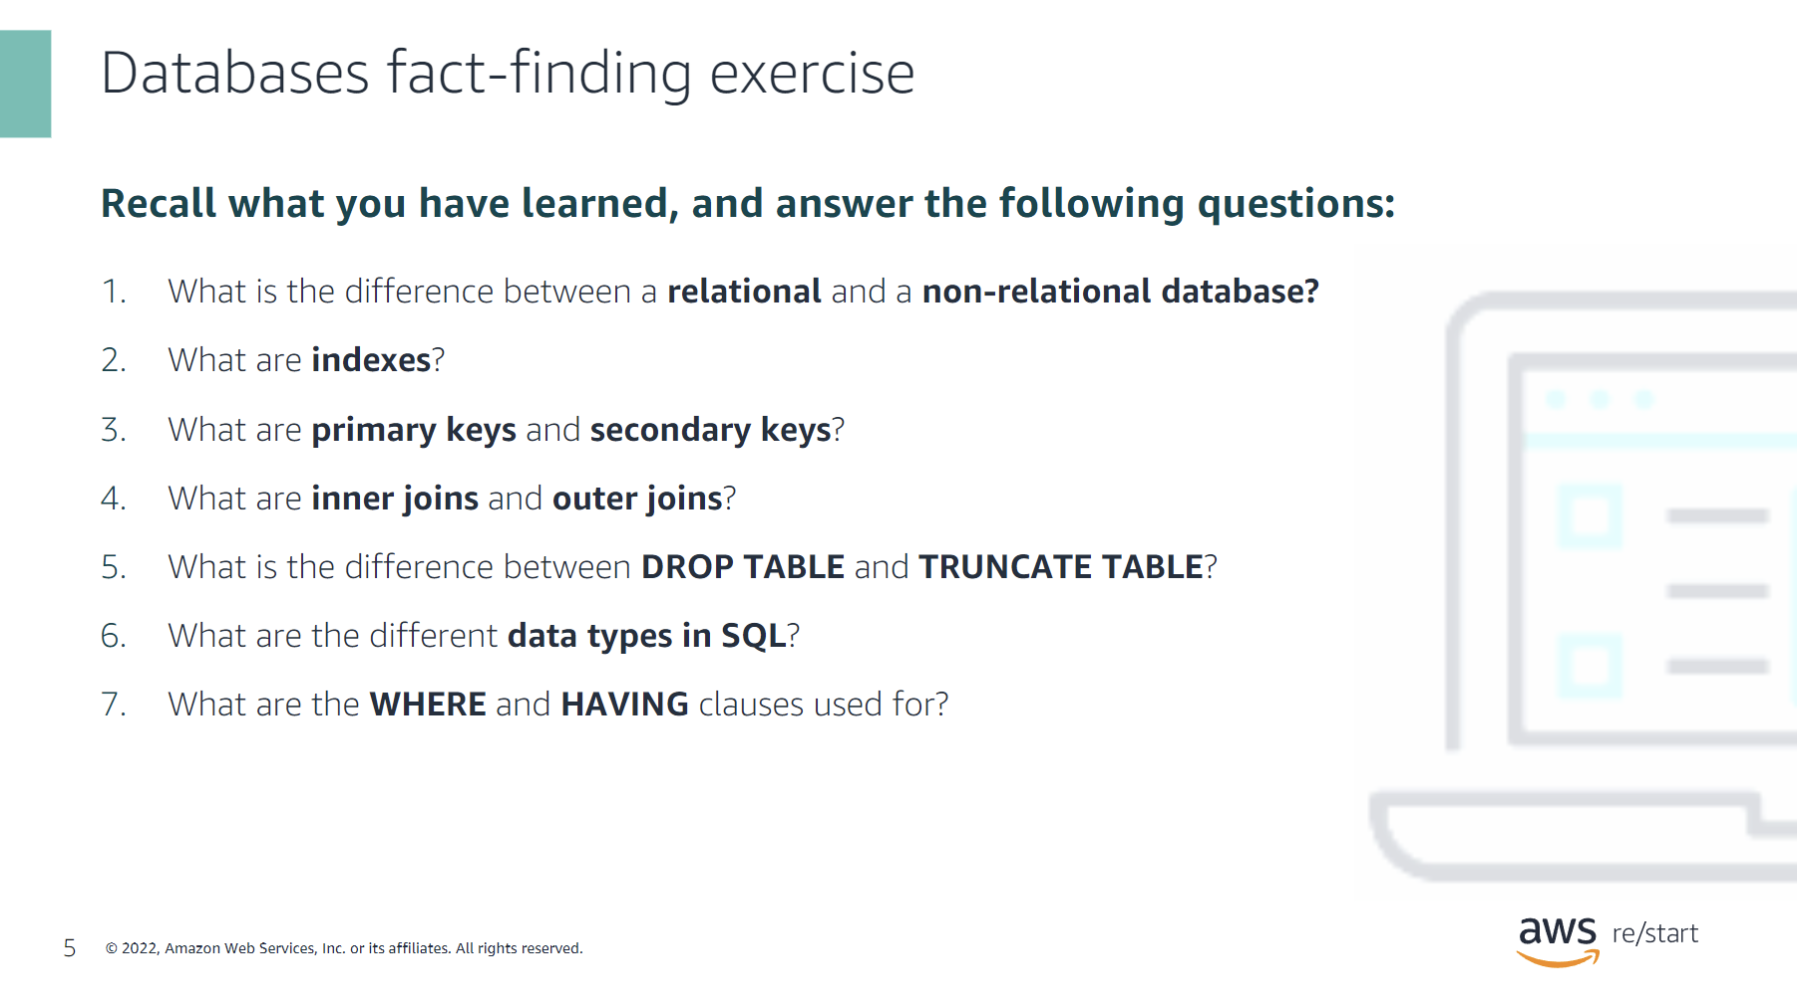 Databases fact-finding exercise
Recall what you have learned, and answer the following questions:
1. What is the difference between a relational and a non-relational database?
2. What are indexes?
3. What are primary keys and secondary keys?
4. What are inner joins and outer joins?
5. What is the difference between DROP TABLE and TRUNCATE TABLE?
6. What are the different data types in SQL?
7. What are the WHERE and HAVING clauses used for?
5 © 2022, Amazon Web Services, Inc. or its affiliates. All rights reserved.
aws re/start